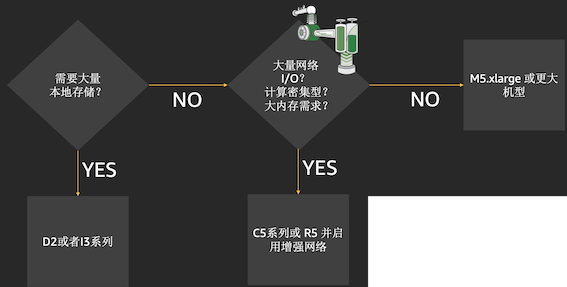 需要大量
本地存储?
NO
大量网络
I/O?
计算密集型?
大内存需求?
NO
M5.xlarge 或更大
机型
YES
YES
D2或者I3系列
C5系列或 R5 并启
用增强网络